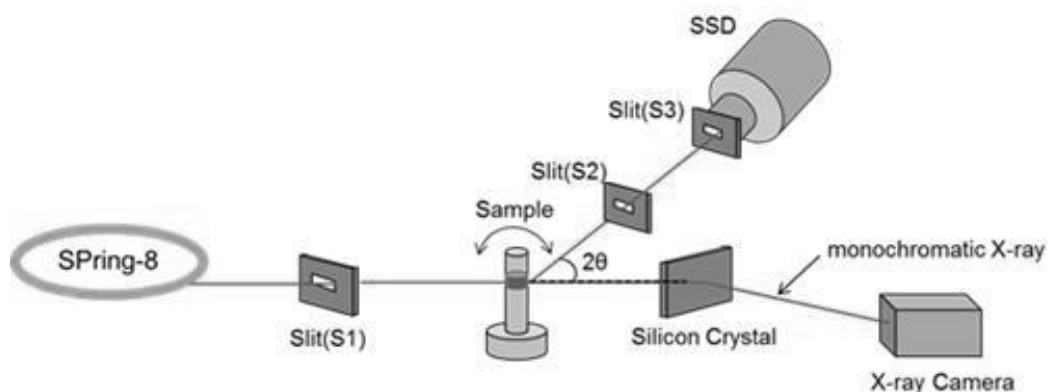 SSD
Slit(S3)
Slit(S2)
Sample
SPring-8
2θ
monochromatic X-ray
Slit(S1)
Silicon Crystal
X-ray Camera